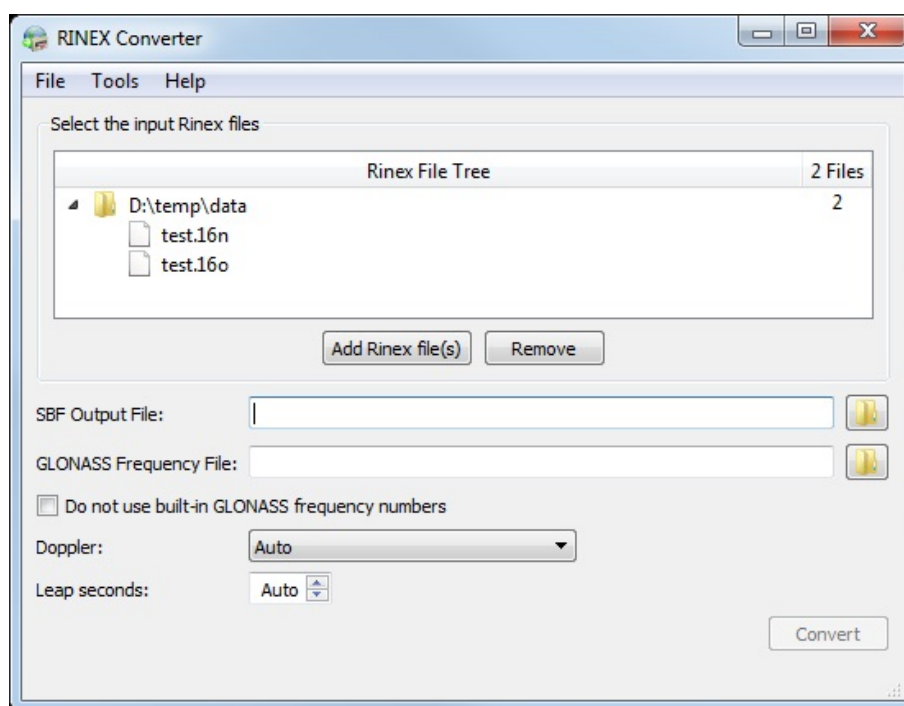 RINEX Converter
File Tools Help
Select the input Rinex files
Rinex File Tree 2 Files
D:\temp\data 2
test.16n
test.16o
Add Rinex file(s) Remove
SBF Output File:
GLONASS Frequency File:
Do not use built-in GLONASS frequency numbers
Doppler: Auto
Leap seconds: Auto
Convert